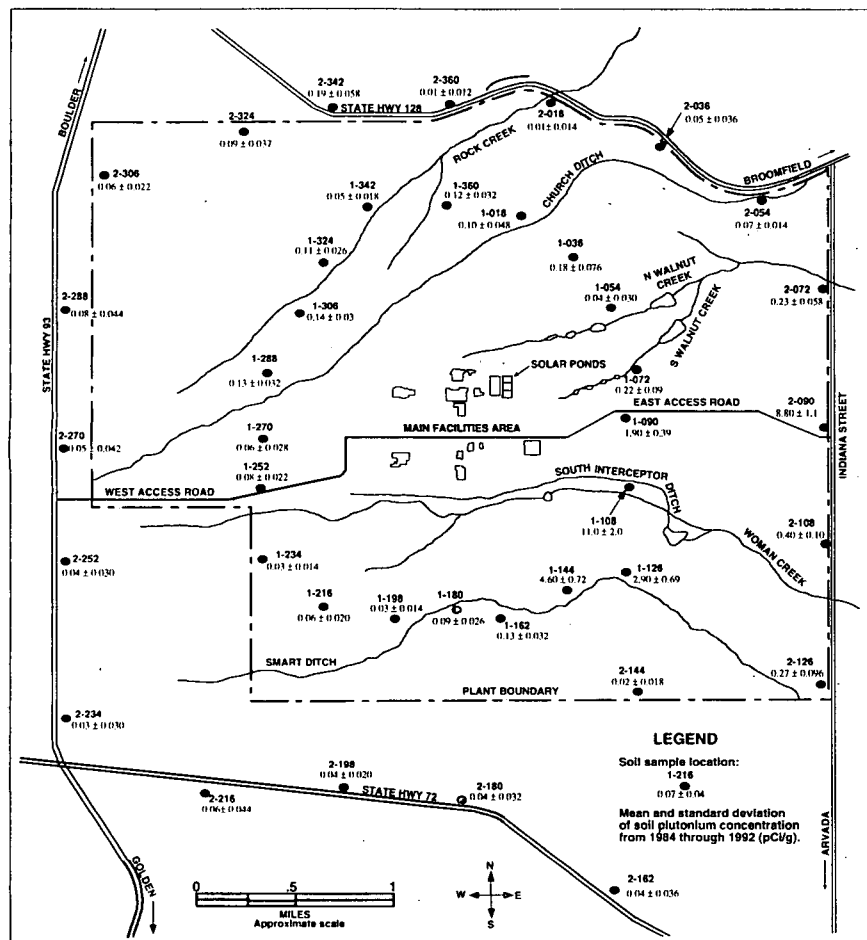 2-342
0.19 ± 0.058
2-360
0.01 ± 0.012
STATE HWY 128
2-018
0.01 ± 0.014
2-036
0.05 ± 0.036
BOULDER
2-324
0.09 ± 0.037
ROCK CREEK
CHURCH DITCH
BROOMFIELD
2-306
0.06 ± 0.022
1-342
0.05 ± 0.018
1-360
0.12 ± 0.032
1-018
0.10 ± 0.048
2-054
0.07 ± 0.014
1-324
0.11 ± 0.026
1-036
0.18 ± 0.076
N WALNUT
CREEK
1-054
0.04 ± 0.030
S WALNUT CREEK
2-072
0.23 ± 0.058
2-288
0.08 ± 0.044
1-306
0.14 ± 0.03
STATE HWY 93
1-288
0.13 ± 0.032
SOLAR PONDS
1-072
0.22 ± 0.09
EAST ACCESS ROAD
2-090
8.80 ± 1.1
1-090
1.90 ± 0.39
MAIN FACILITIES AREA
INDIANA STREET
2-270
0.05 ± 0.042
1-270
0.06 ± 0.028
1-252
0.08 ± 0.022
WEST ACCESS ROAD
SOUTH INTERCEPTOR
DITCH
1-108
11.0 ± 2.0
WOMAN CREEK
2-108
0.40 ± 0.10
2-252
0.04 ± 0.030
1-234
0.03 ± 0.014
1-144
4.60 ± 0.72
1-126
2.90 ± 0.69
1-216
0.06 ± 0.020
1-198
0.03 ± 0.014
1-180
0.09 ± 0.026
1-162
0.13 ± 0.032
SMART DITCH
PLANT BOUNDARY
2-144
0.02 ± 0.018
2-126
0.27 ± 0.096
2-234
0.03 ± 0.030
2-198
0.04 ± 0.020
STATE HWY 72
2-180
0.04 ± 0.032
2-216
0.06 ± 0.044
2-162
0.04 ± 0.036
GOLDEN
ARVADA
LEGEND
Soil sample location:
1-216
0.07 ± 0.04
Mean and standard deviation
of soil plutonium concentration
from 1984 through 1992 (pCi/g).
0 .5 1
MILES
Approximate scale
N
W E
S